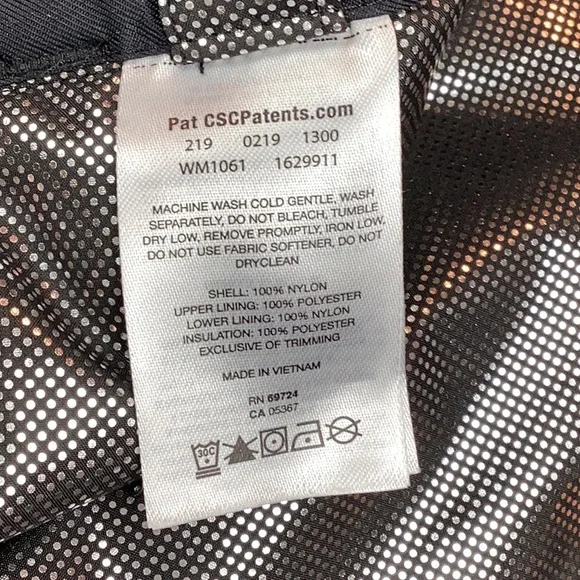 Pat CSCPatents.com
219 0219 1300
WM1061 1629911
MACHINE WASH COLD GENTLE, WASH
SEPARATELY, DO NOT BLEACH, TUMBLE
DRY LOW, REMOVE PROMPTLY, IRON LOW,
DO NOT USE FABRIC SOFTENER, DO NOT
DRYCLEAN
SHELL: 100% NYLON
UPPER LINING: 100% POLYESTER
LOWER LINING: 100% NYLON
INSULATION: 100% POLYESTER
EXCLUSIVE OF TRIMMING
MADE IN VIETNAM
RN 69724
CA 05367
30C